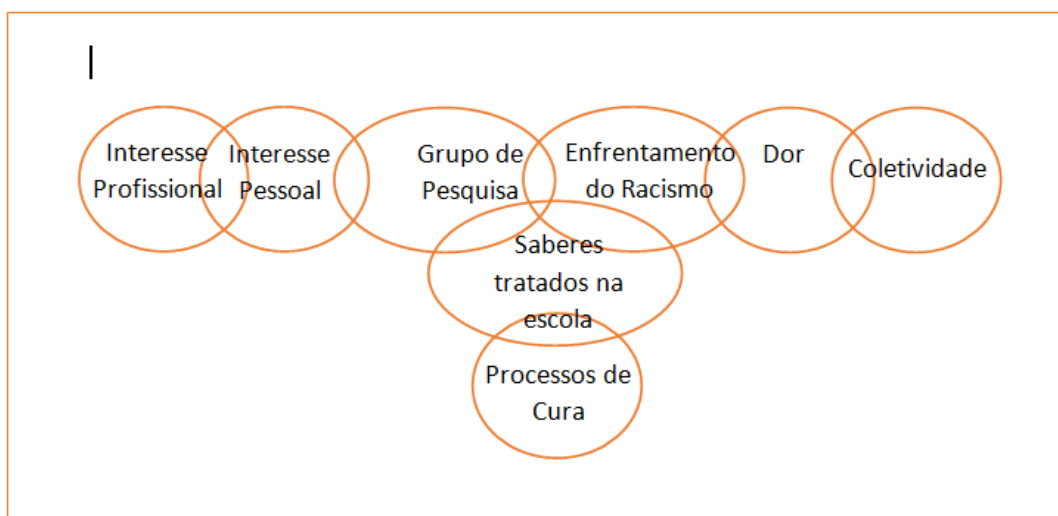 Interesse
Profissional
Interesse
Pessoal
Grupo de
Pesquisa
Enfrentamento
do Racismo
Dor
Coletividade
Saberes
tratados na
escola
Processos de
Cura